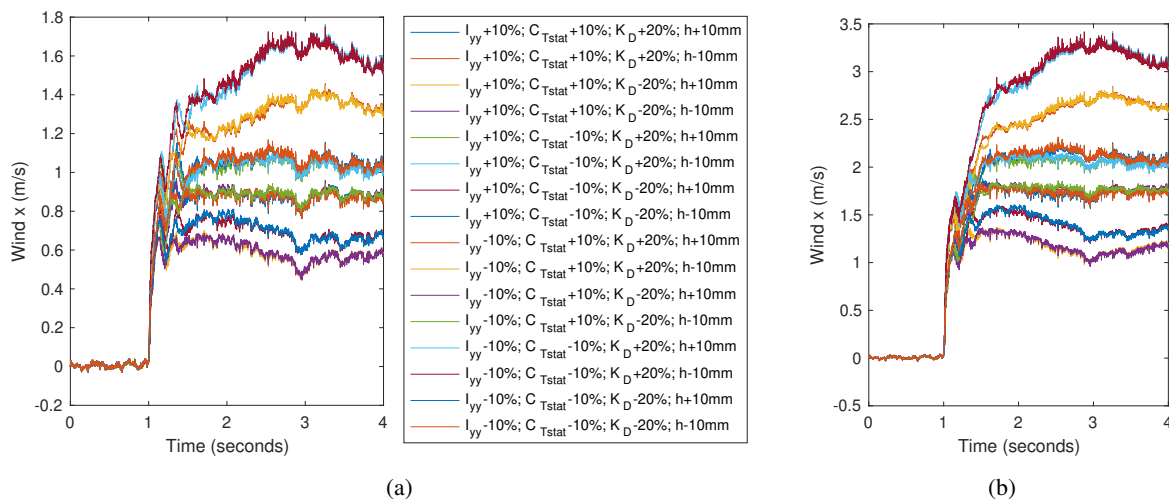 1.8
1.6
1.4
1.2
1
0.8
0.6
0.4
0.2
0
-0.2
Wind x (m/s)
0 1 2 3 4
Time (seconds)
I_yy+10%; C_Tstat+10%; K_D+20%; h+10mm
I_yy+10%; C_Tstat+10%; K_D+20%; h-10mm
I_yy+10%; C_Tstat+10%; K_D-20%; h+10mm
I_yy+10%; C_Tstat+10%; K_D-20%; h-10mm
I_yy+10%; C_Tstat-10%; K_D+20%; h+10mm
I_yy+10%; C_Tstat-10%; K_D+20%; h-10mm
I_yy+10%; C_Tstat-10%; K_D-20%; h+10mm
I_yy+10%; C_Tstat-10%; K_D-20%; h-10mm
I_yy-10%; C_Tstat+10%; K_D+20%; h+10mm
I_yy-10%; C_Tstat+10%; K_D+20%; h-10mm
I_yy-10%; C_Tstat+10%; K_D-20%; h+10mm
I_yy-10%; C_Tstat+10%; K_D-20%; h-10mm
I_yy-10%; C_Tstat-10%; K_D+20%; h+10mm
I_yy-10%; C_Tstat-10%; K_D+20%; h-10mm
I_yy-10%; C_Tstat-10%; K_D-20%; h+10mm
I_yy-10%; C_Tstat-10%; K_D-20%; h-10mm
(a)
3.5
3
2.5
2
1.5
1
0.5
0
-0.5
Wind x (m/s)
0 1 2 3 4
Time (seconds)
(b)